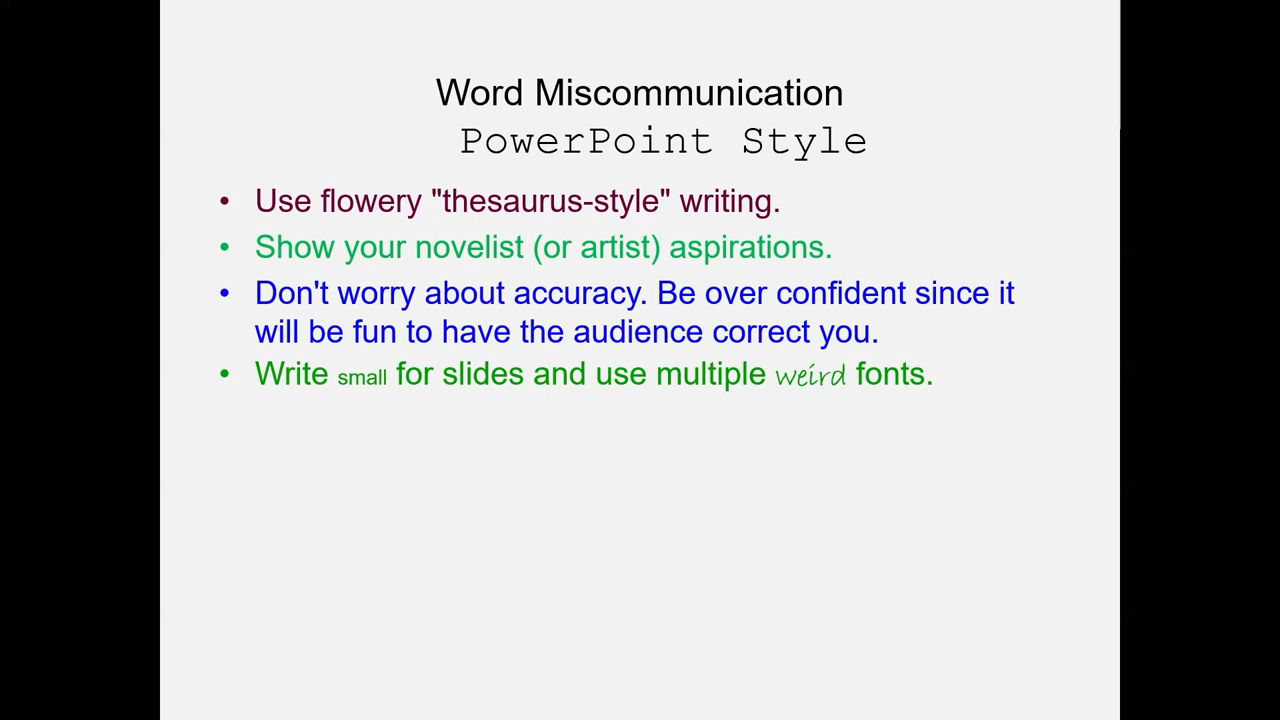 Word Miscommunication
PowerPoint Style
• Use flowery "thesaurus-style" writing.
• Show your novelist (or artist) aspirations.
• Don't worry about accuracy. Be over confident since it
will be fun to have the audience correct you.
• Write small for slides and use multiple weird fonts.